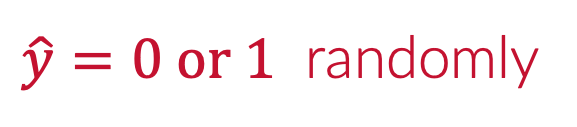 ŷ = 0 or 1 randomly